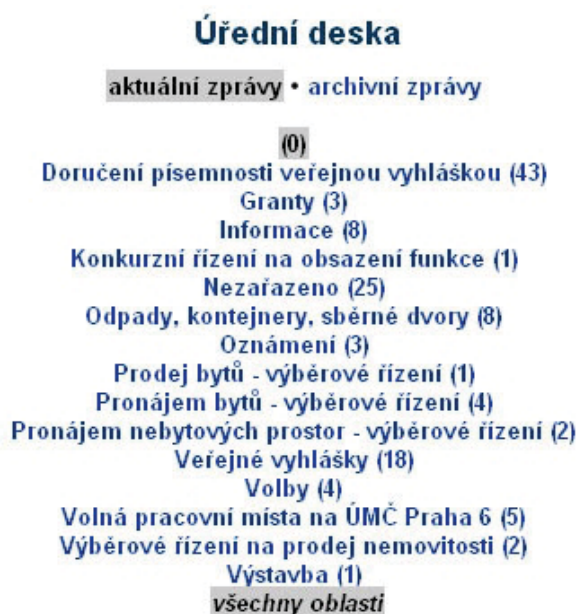 Úřední deska
aktuální zprávy • archivní zprávy
(0)
Doručení písemnosti veřejnou vyhláškou (43)
Granty (3)
Informace (8)
Konkurzní řízení na obsazení funkce (1)
Nezařazeno (25)
Odpady, kontejnery, sběrné dvory (8)
Oznámení (3)
Prodej bytů - výběrové řízení (1)
Pronájem bytů - výběrové řízení (4)
Pronájem nebytových prostor - výběrové řízení (2)
Veřejné vyhlášky (18)
Volby (4)
Volná pracovní místa na ÚMČ Praha 6 (5)
Výběrové řízení na prodej nemovitosti (2)
Výstavba (1)
všechny oblasti